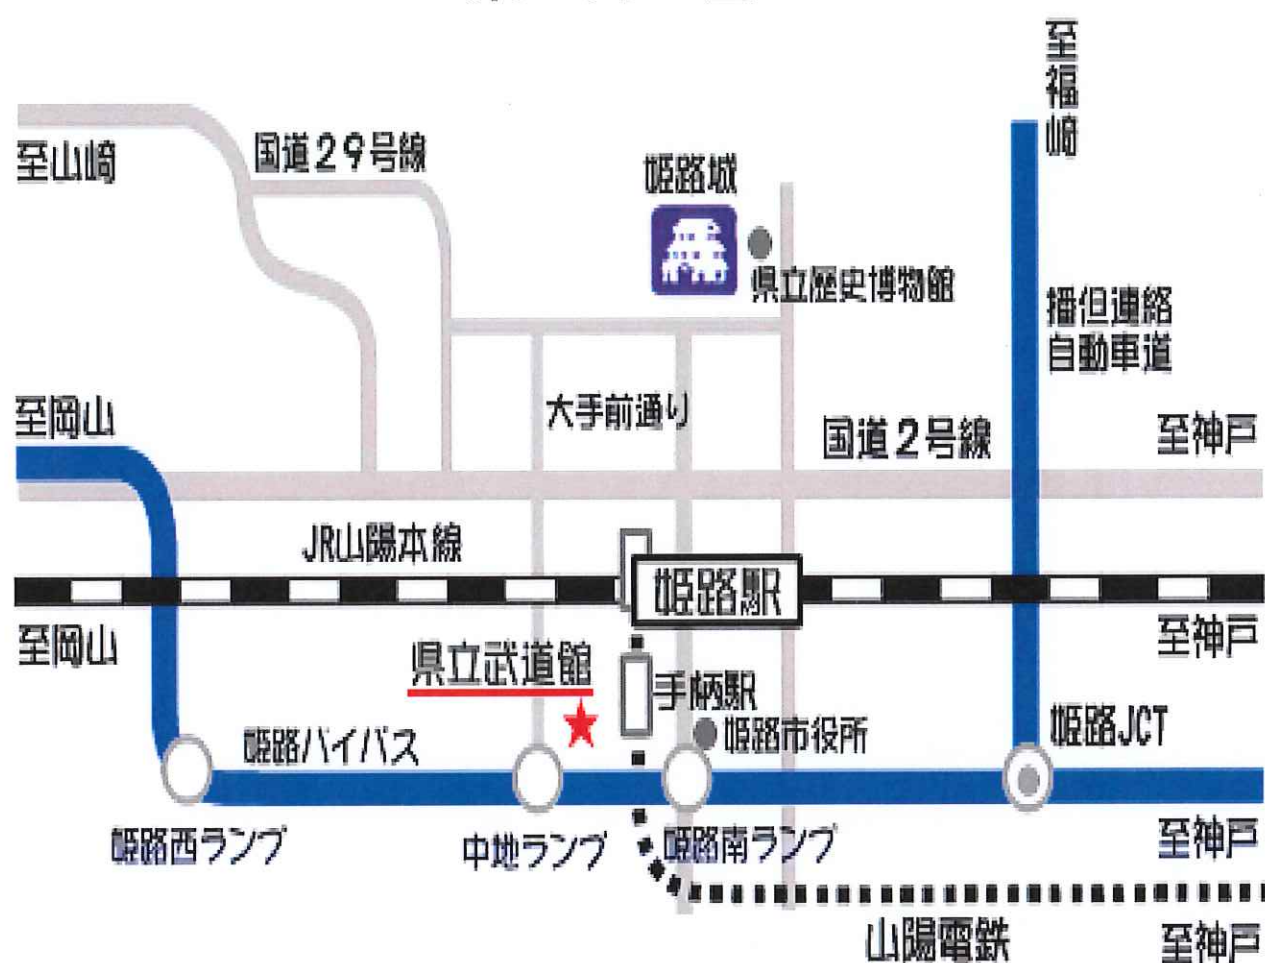 至福崎
至山崎
国道29号線
姫路城
県立歴史博物館
播但連絡
自動車道
至岡山
大手前通り
国道2号線
至神戸
JR山陽本線
姫路駅
至岡山
至神戸
県立武道館
手柄駅
姫路市役所
姫路JCT
姫路バイパス
姫路西ランプ
中地ランプ
姫路南ランプ
至神戸
山陽電鉄
至神戸